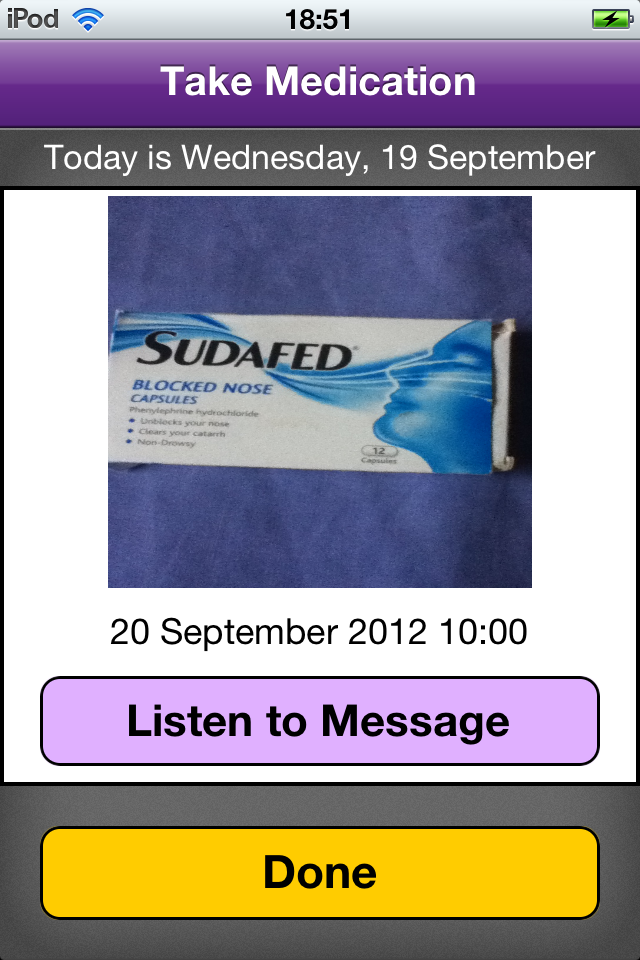 iPod 18:51
Take Medication
Today is Wednesday, 19 September
SUDAFED®
BLOCKED NOSE
CAPSULES
Phenylephrine hydrochloride
• Unblocks your nose
• Clears your catarrh
• Non-Drowsy
12
Capsules
20 September 2012 10:00
Listen to Message
Done